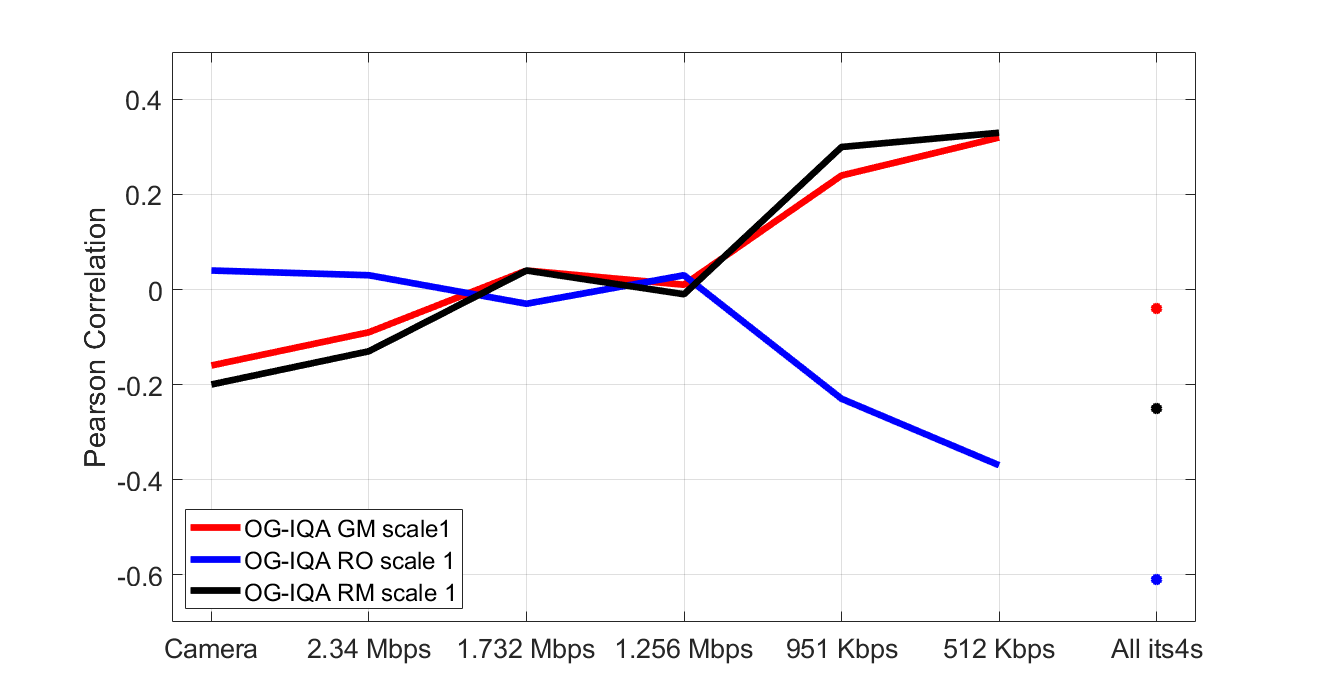 Pearson Correlation
0.4
0.2
0
-0.2
-0.4
-0.6
OG-IQA GM scale1
OG-IQA RO scale 1
OG-IQA RM scale 1
Camera 2.34 Mbps 1.732 Mbps 1.256 Mbps 951 Kbps 512 Kbps All its4s